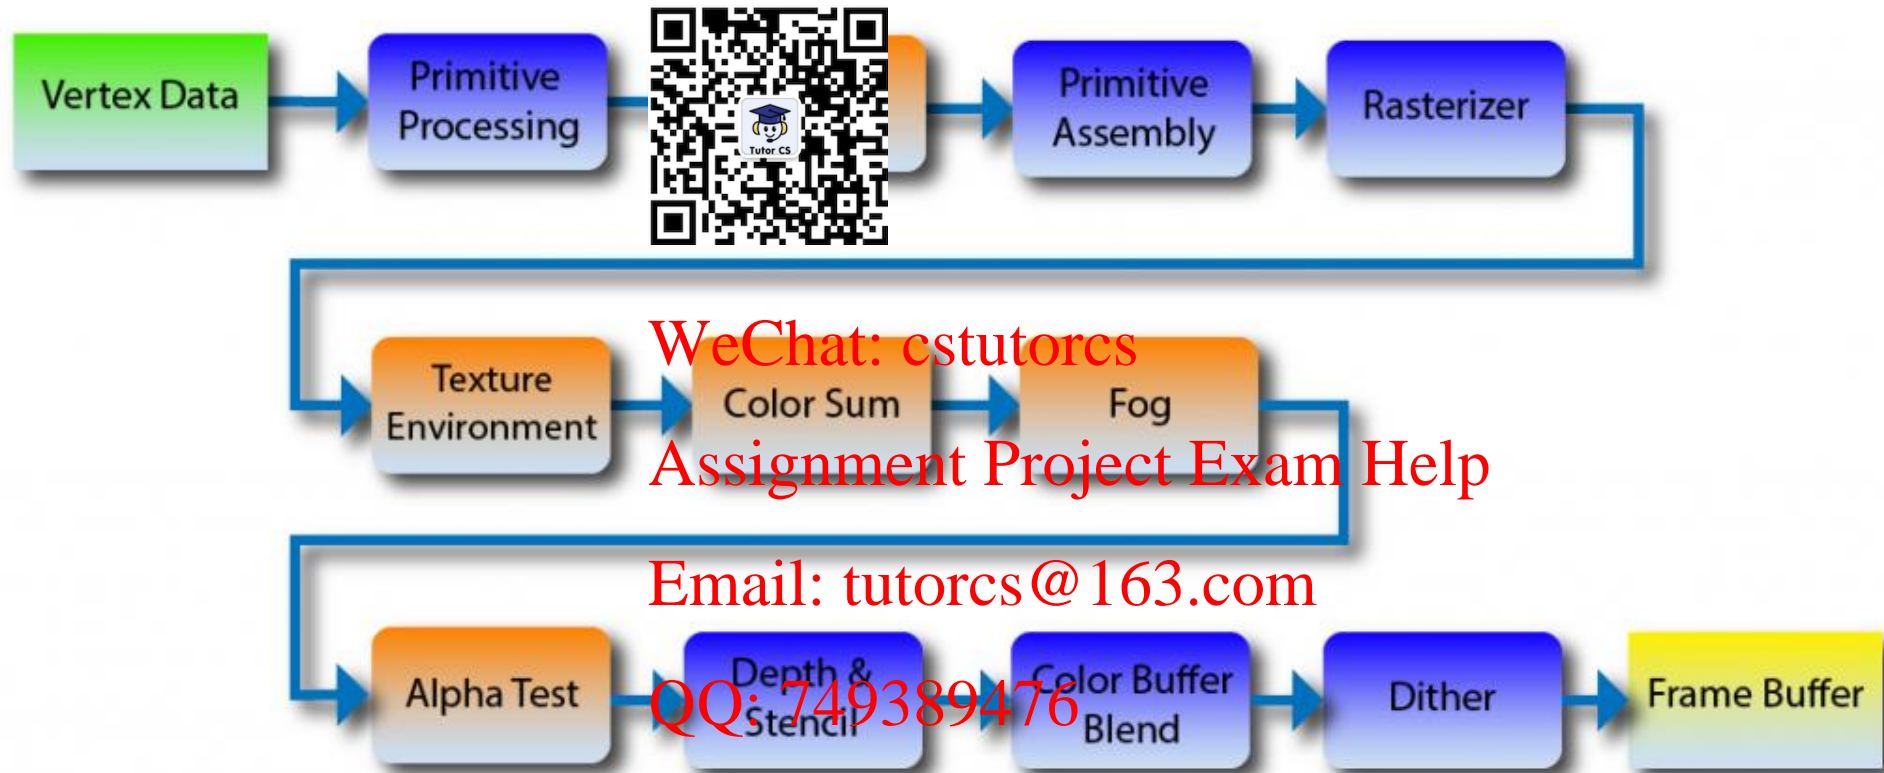 Vertex Data
Primitive
Processing
Tutor CS
Primitive
Assembly
Rasterizer
WeChat: cstutorcs
Texture
Environment
Color Sum
Fog
Assignment Project Exam Help
Email: tutorcs@163.com
Alpha Test
Depth &
Stencil
QQ: 749389476
Color Buffer
Blend
Dither
Frame Buffer